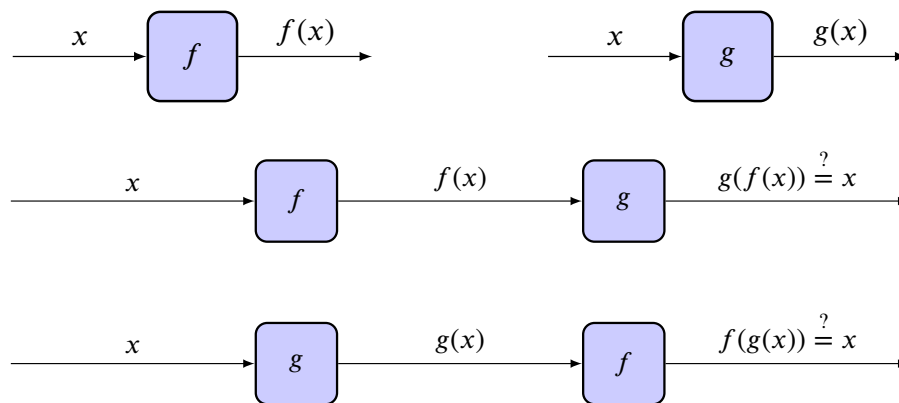 x f f(x) x g g(x)
x f f(x) g g(f(x)) ≟ x
x g g(x) f f(g(x)) ≟ x